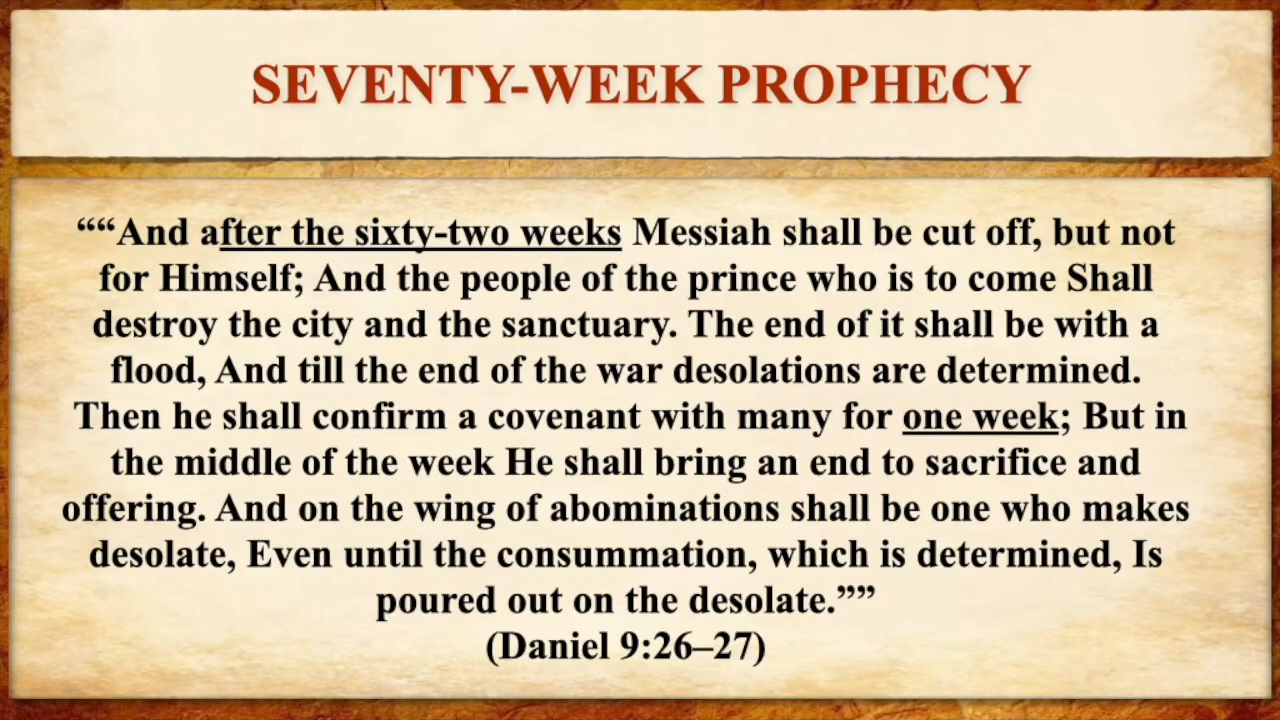 SEVENTY-WEEK PROPHECY
““And after the sixty-two weeks Messiah shall be cut off, but not
for Himself; And the people of the prince who is to come Shall
destroy the city and the sanctuary. The end of it shall be with a
flood, And till the end of the war desolations are determined.
Then he shall confirm a covenant with many for one week; But in
the middle of the week He shall bring an end to sacrifice and
offering. And on the wing of abominations shall be one who makes
desolate, Even until the consummation, which is determined, Is
poured out on the desolate.””
(Daniel 9:26–27)